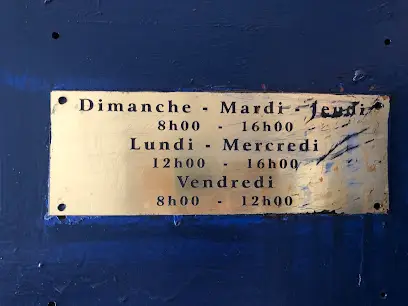 Dimanche - Mardi - Jeudi
8h00 - 16h00
Lundi - Mercredi
12h00 - 16h00
Vendredi
8h00 - 12h00